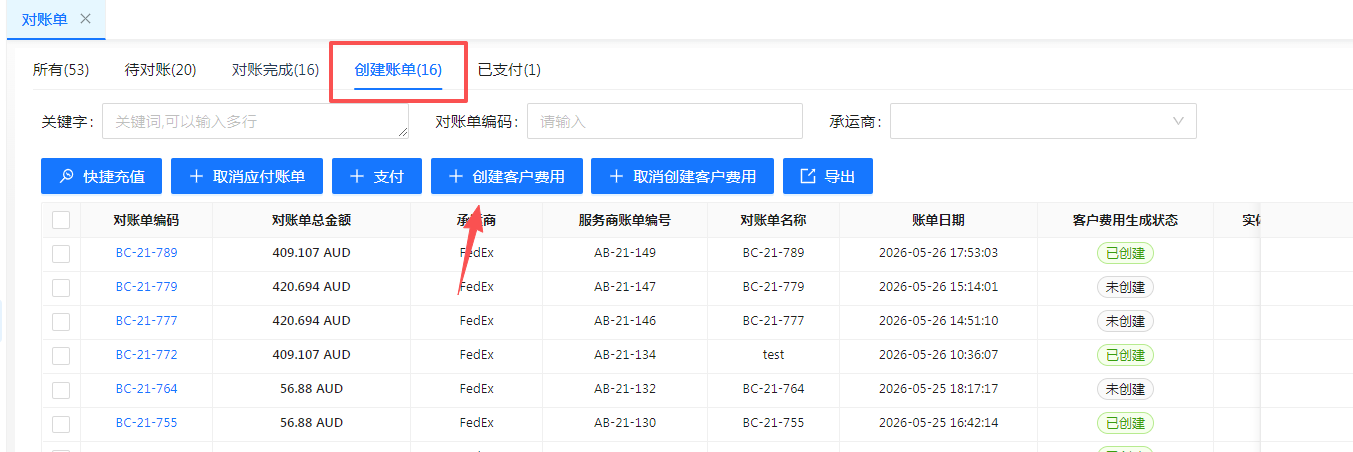 对账单
所有(53) 待对账(20) 对账完成(16) 创建账单(16) 已支付(1)
关键字: 关键词,可以输入多行 对账单编码: 请输入 承运商:
快捷充值 取消应付账单 支付 创建客户费用 取消创建客户费用 导出
对账单编码 对账单总金额 承 商 服务商账单编号 对账单名称 账单日期 客户费用生成状态
BC-21-789 409.107 AUD FedEx AB-21-149 BC-21-789 2026-05-26 17:53:03 已创建
BC-21-779 420.694 AUD FedEx AB-21-147 BC-21-779 2026-05-26 15:14:01 未创建
BC-21-777 420.694 AUD FedEx AB-21-146 BC-21-777 2026-05-26 14:51:10 未创建
BC-21-772 409.107 AUD FedEx AB-21-134 test 2026-05-26 10:36:07 已创建
BC-21-764 56.88 AUD FedEx AB-21-132 BC-21-764 2026-05-25 18:17:17 未创建
BC-21-755 56.88 AUD FedEx AB-21-130 BC-21-755 2026-05-25 16:42:14 已创建